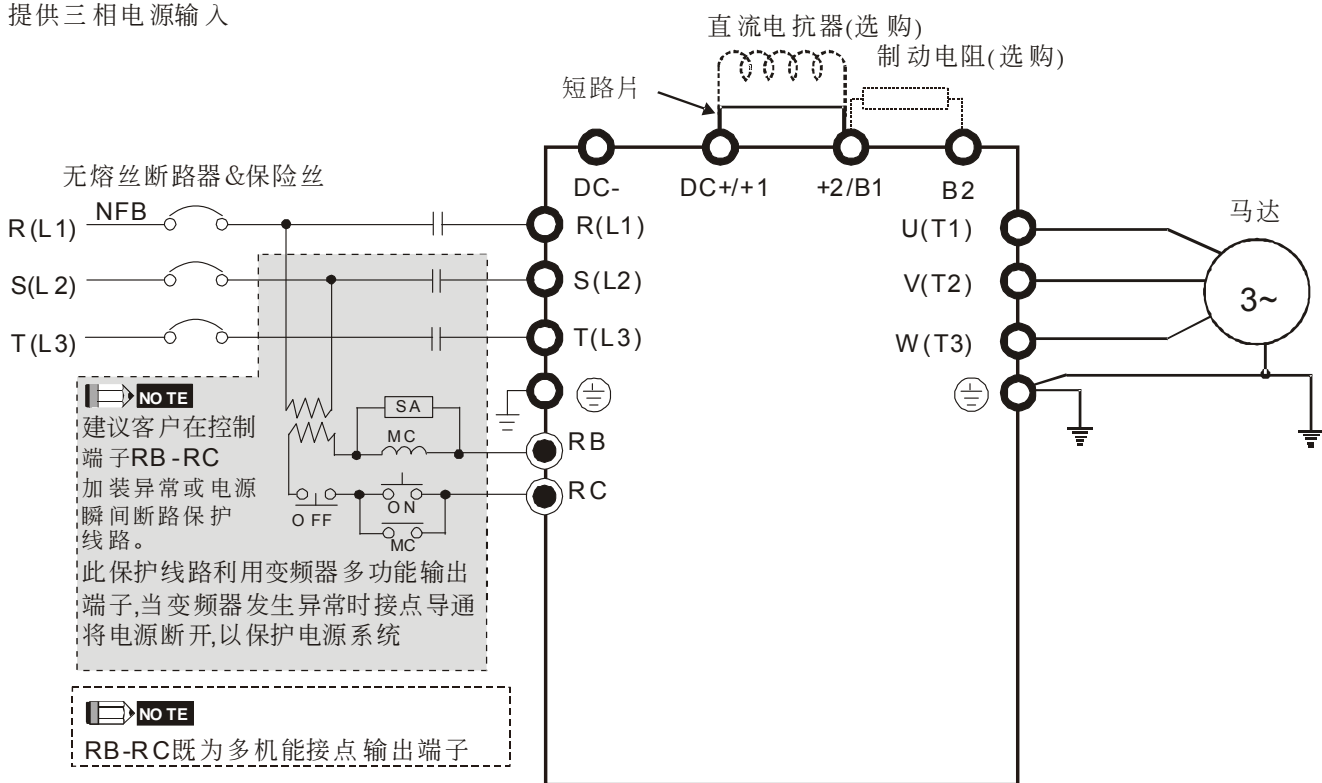 提供三相电源输入
直流电抗器(选购)
制动电阻(选购)
短路片
无熔丝断路器&保险丝
DC-
DC+/+1
+2/B1
B2
马达
NFB
R(L1)
R(L1)
U(T1)
S(L2)
S(L2)
V(T2)
3~
T(L3)
T(L3)
W(T3)
NOTE
建议客户在控制
端子RB-RC
加装异常或电源
瞬间断路保护
线路。
此保护线路利用变频器多功能输出
端子,当变频器发生异常时接点导通
将电源断开,以保护电源系统
SA
MC
RB
OFF
ON
MC
RC
NOTE
RB-RC既为多机能接点输出端子